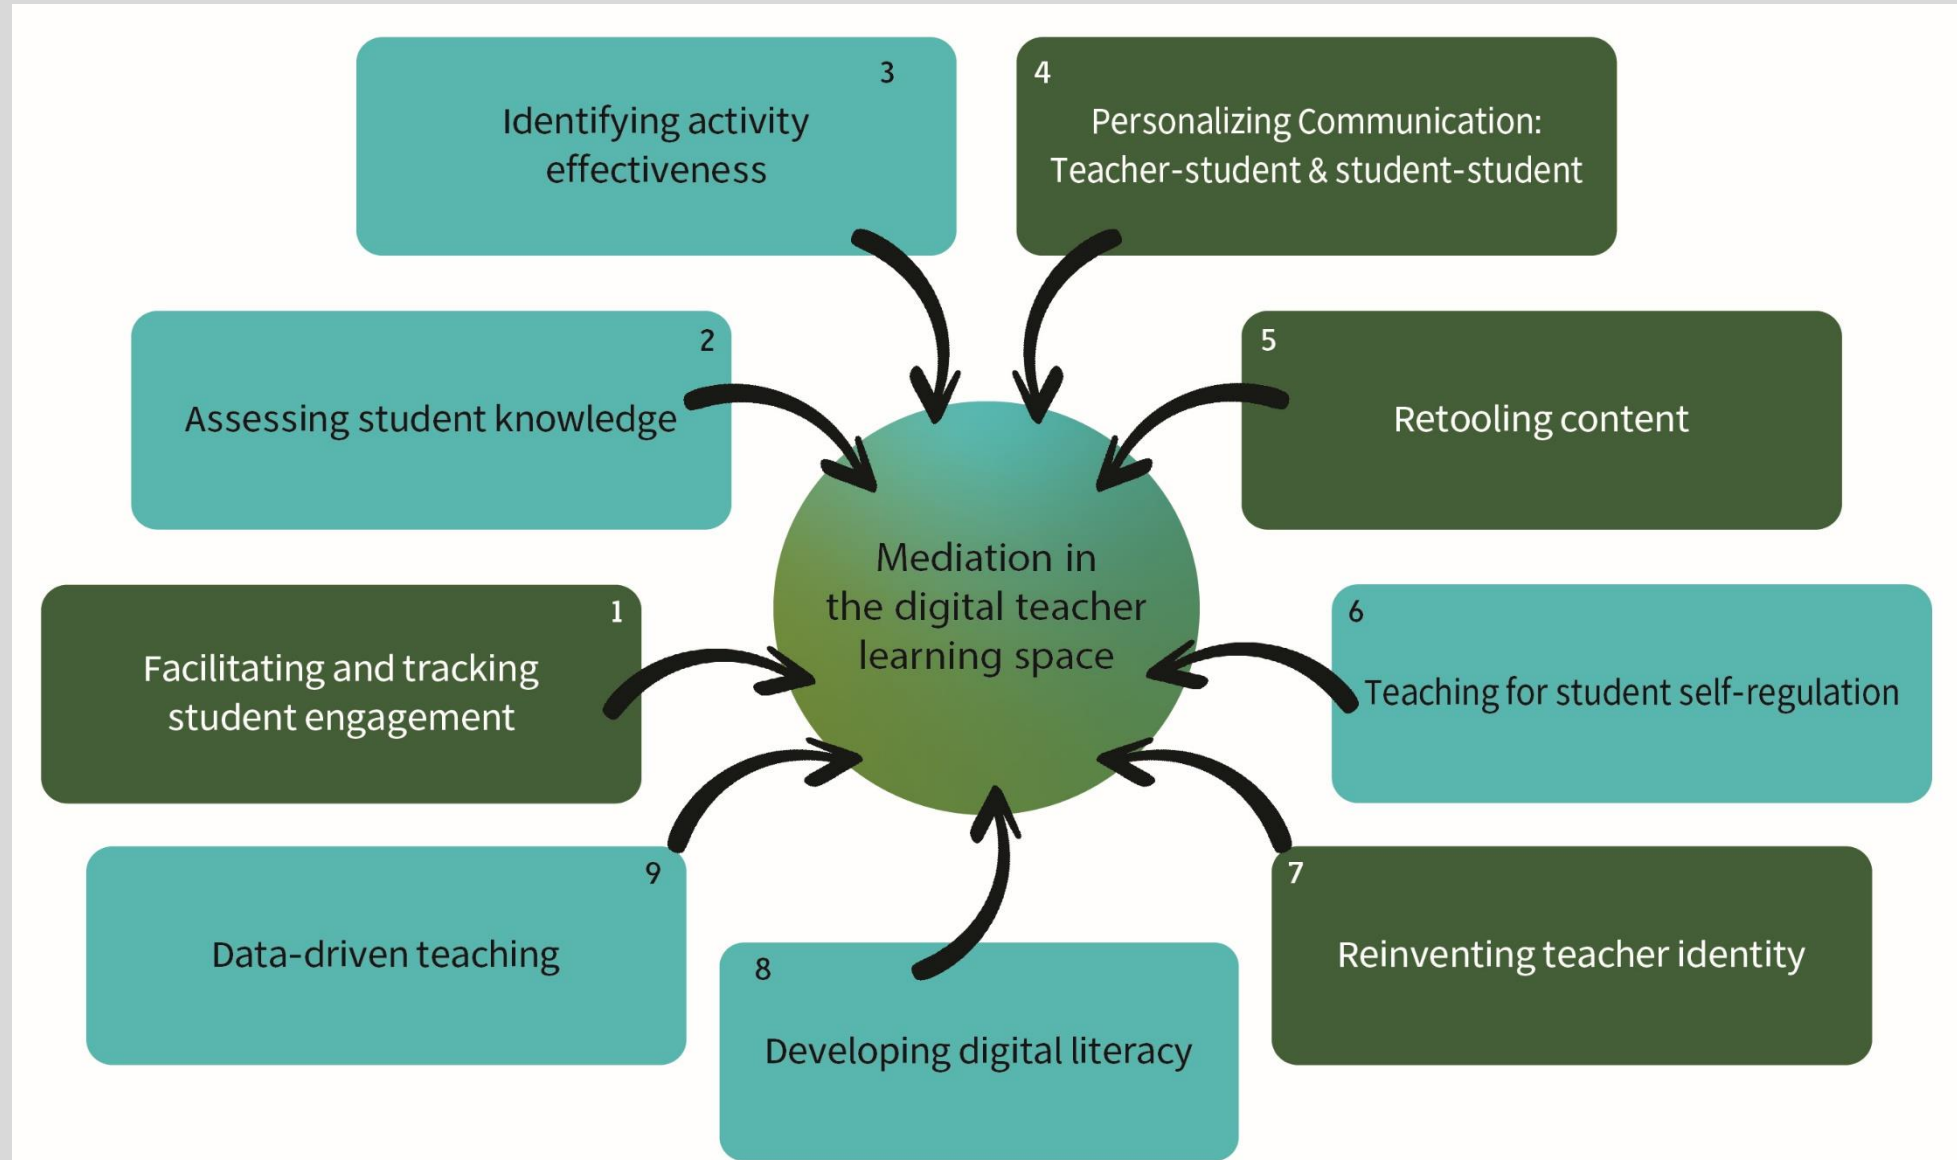 3
Identifying activity
effectiveness
4
Personalizing Communication:
Teacher-student & student-student
2
Assessing student knowledge
5
Retooling content
Mediation in
the digital teacher
learning space
1
Facilitating and tracking
student engagement
6
Teaching for student self-regulation
9
Data-driven teaching
7
Reinventing teacher identity
8
Developing digital literacy